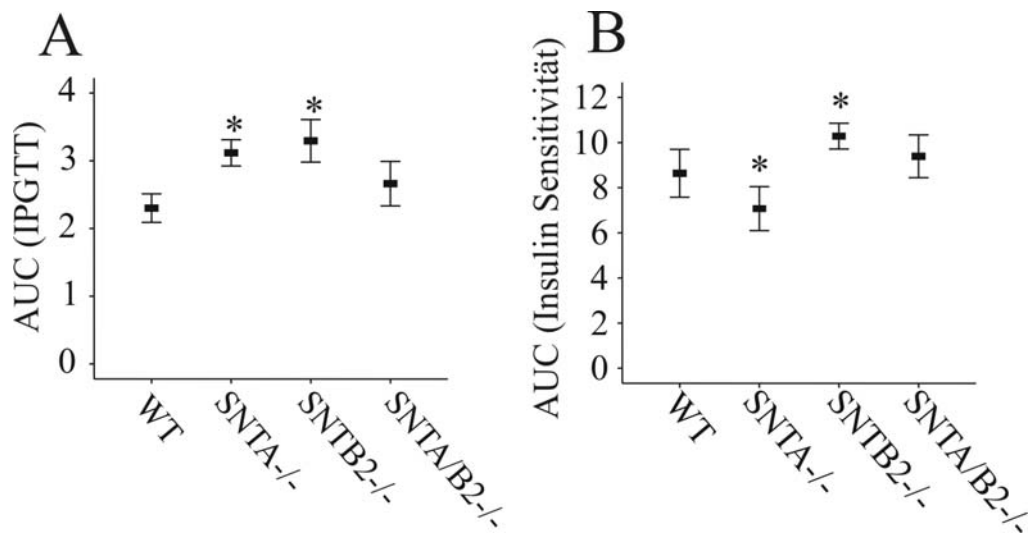 A
AUC (IPGTT)
4
3
2
1
0
*
*
WT
SNTA-/-
SNTB2-/-
SNTA/B2-/-
B
AUC (Insulin Sensitivität)
12
10
8
6
4
2
0
*
*
WT
SNTA-/-
SNTB2-/-
SNTA/B2-/-